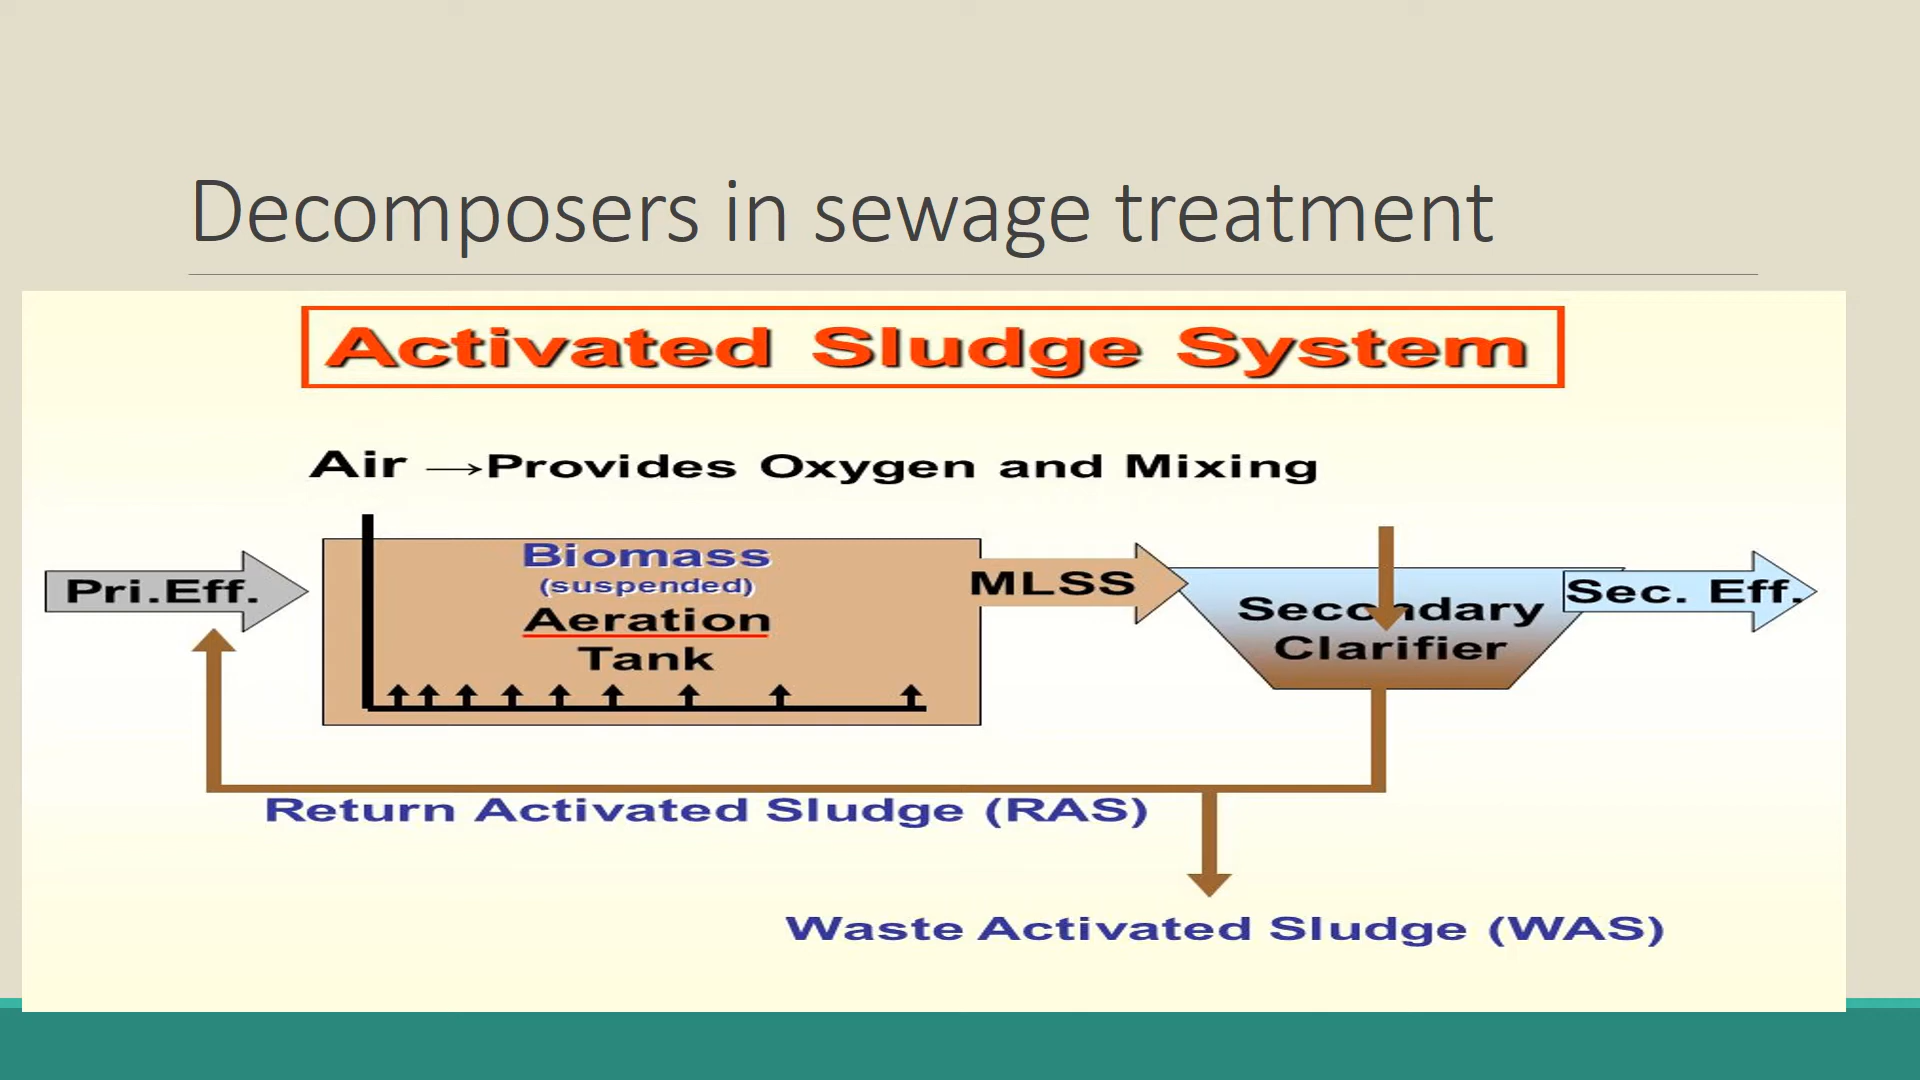 Decomposers in sewage treatment
Activated Sludge System
Air →Provides Oxygen and Mixing
Pri.Eff.
Biomass
(suspended)
Aeration
Tank
MLSS
Secondary
Clarifier
Sec. Eff.
Return Activated Sludge (RAS)
Waste Activated Sludge (WAS)